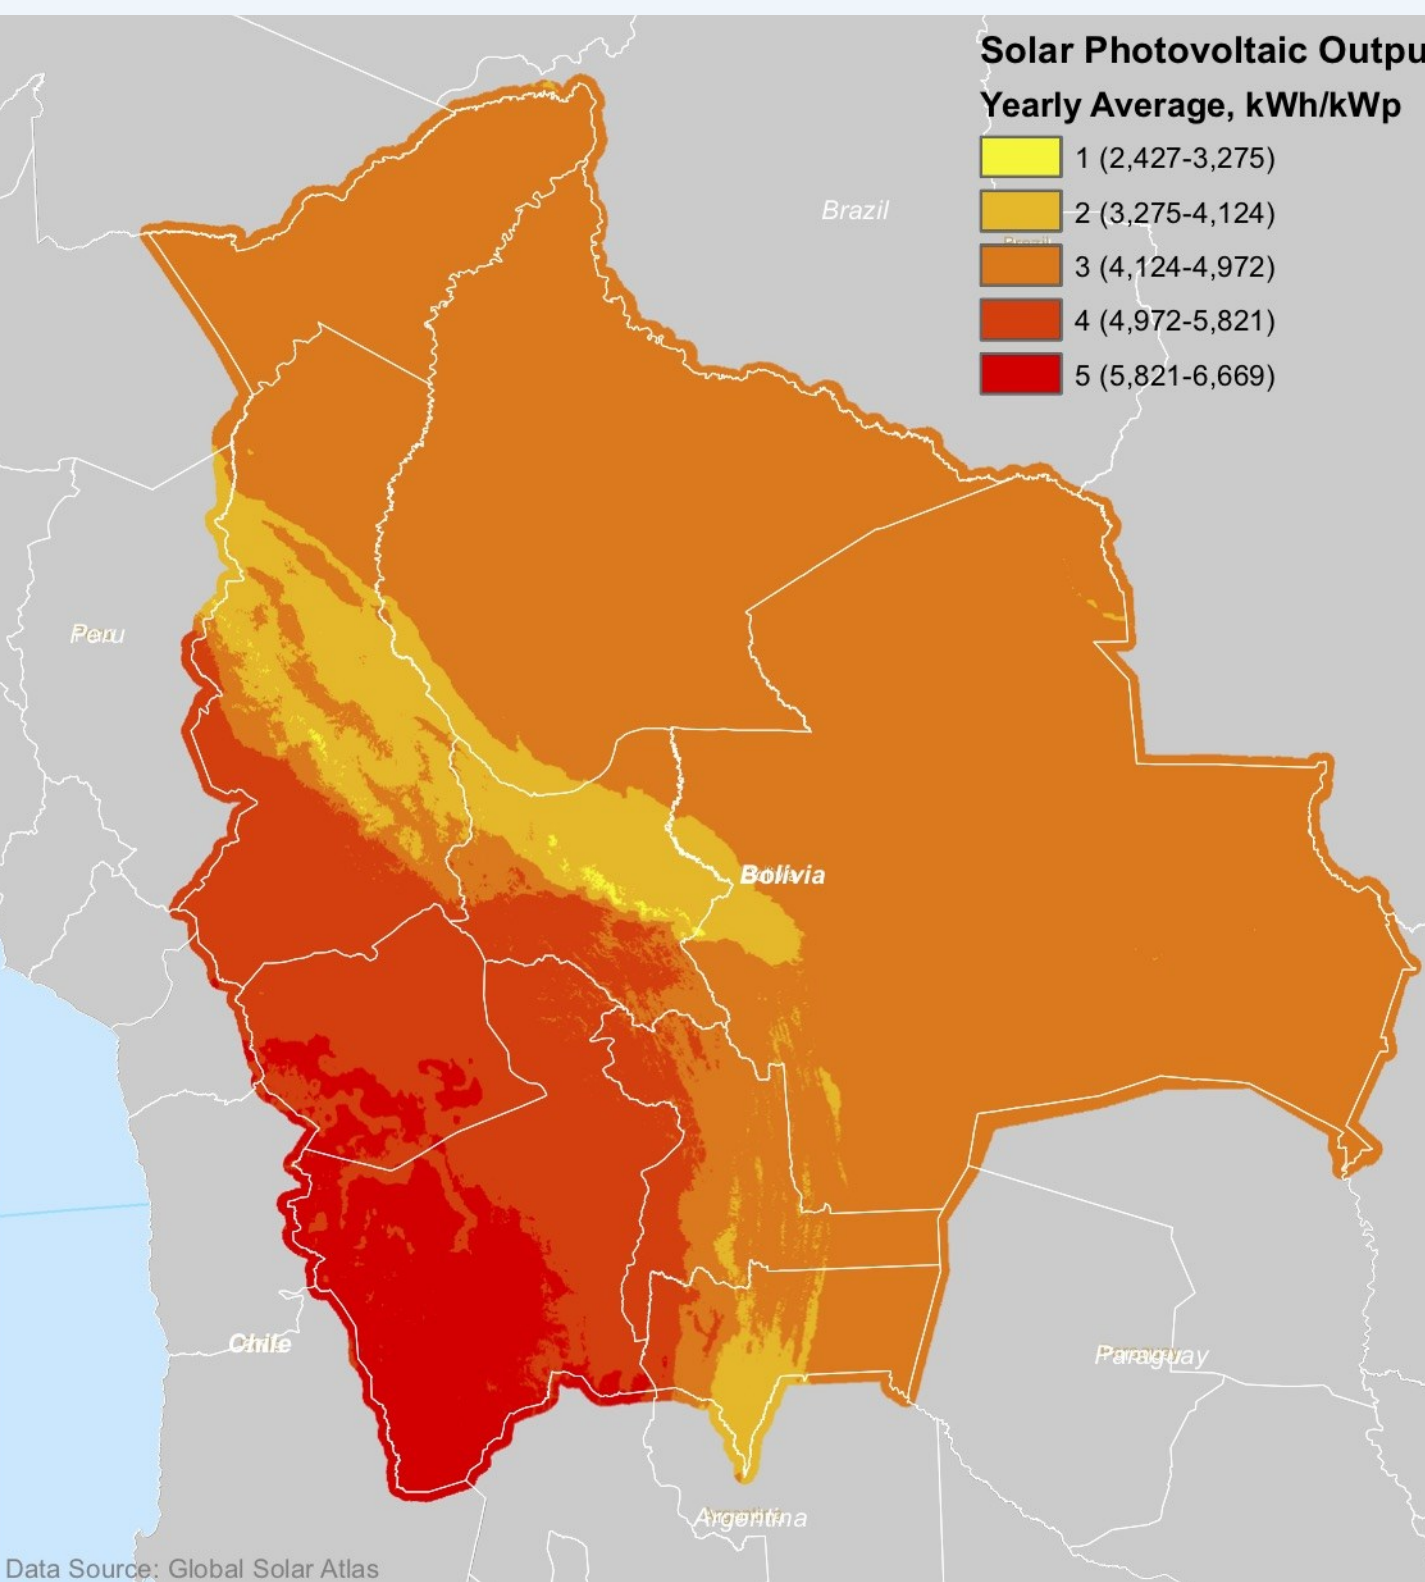 Solar Photovoltaic Outpu
Yearly Average, kWh/kWp
1 (2,427-3,275)
2 (3,275-4,124)
3 (4,124-4,972)
4 (4,972-5,821)
5 (5,821-6,669)
Brazil
Brazil
Peru
Bolivia
Chile
Paraguay
Argentina
Data Source: Global Solar Atlas